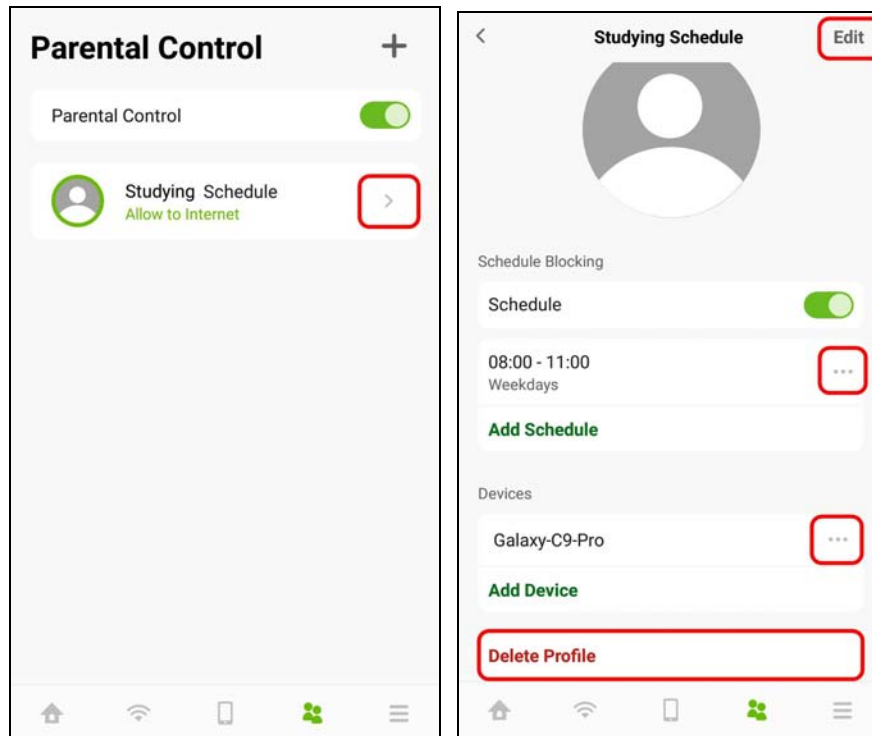 Parental Control
Parental Control
Studying Schedule
Allow to Internet
Studying Schedule
Edit
Schedule Blocking
Schedule
08:00 - 11:00
Weekdays
Add Schedule
Devices
Galaxy-C9-Pro
Add Device
Delete Profile